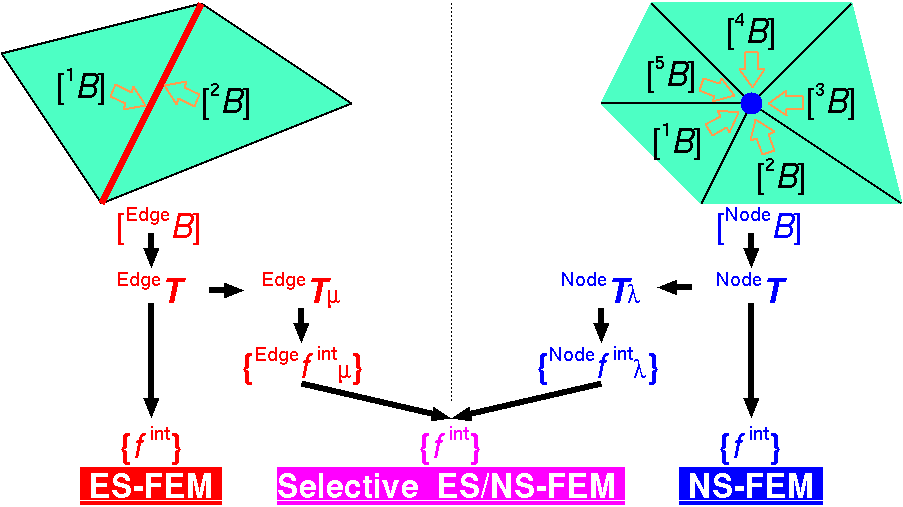 [¹B]
[²B]
[⁴B]
[⁵B]
[³B]
[¹B]
[²B]
[ᴱᵈᵍᵉB]
[ᴺᵒᵈᵉB]
ᴱᵈᵍᵉT
ᴱᵈᵍᵉTμ
ᴺᵒᵈᵉTλ
ᴺᵒᵈᵉT
{ᴱᵈᵍᵉfⁱⁿᵗμ}
{ᴺᵒᵈᵉfⁱⁿᵗλ}
{fⁱⁿᵗ}
{fⁱⁿᵗ}
{fⁱⁿᵗ}
ES-FEM
Selective ES/NS-FEM
NS-FEM